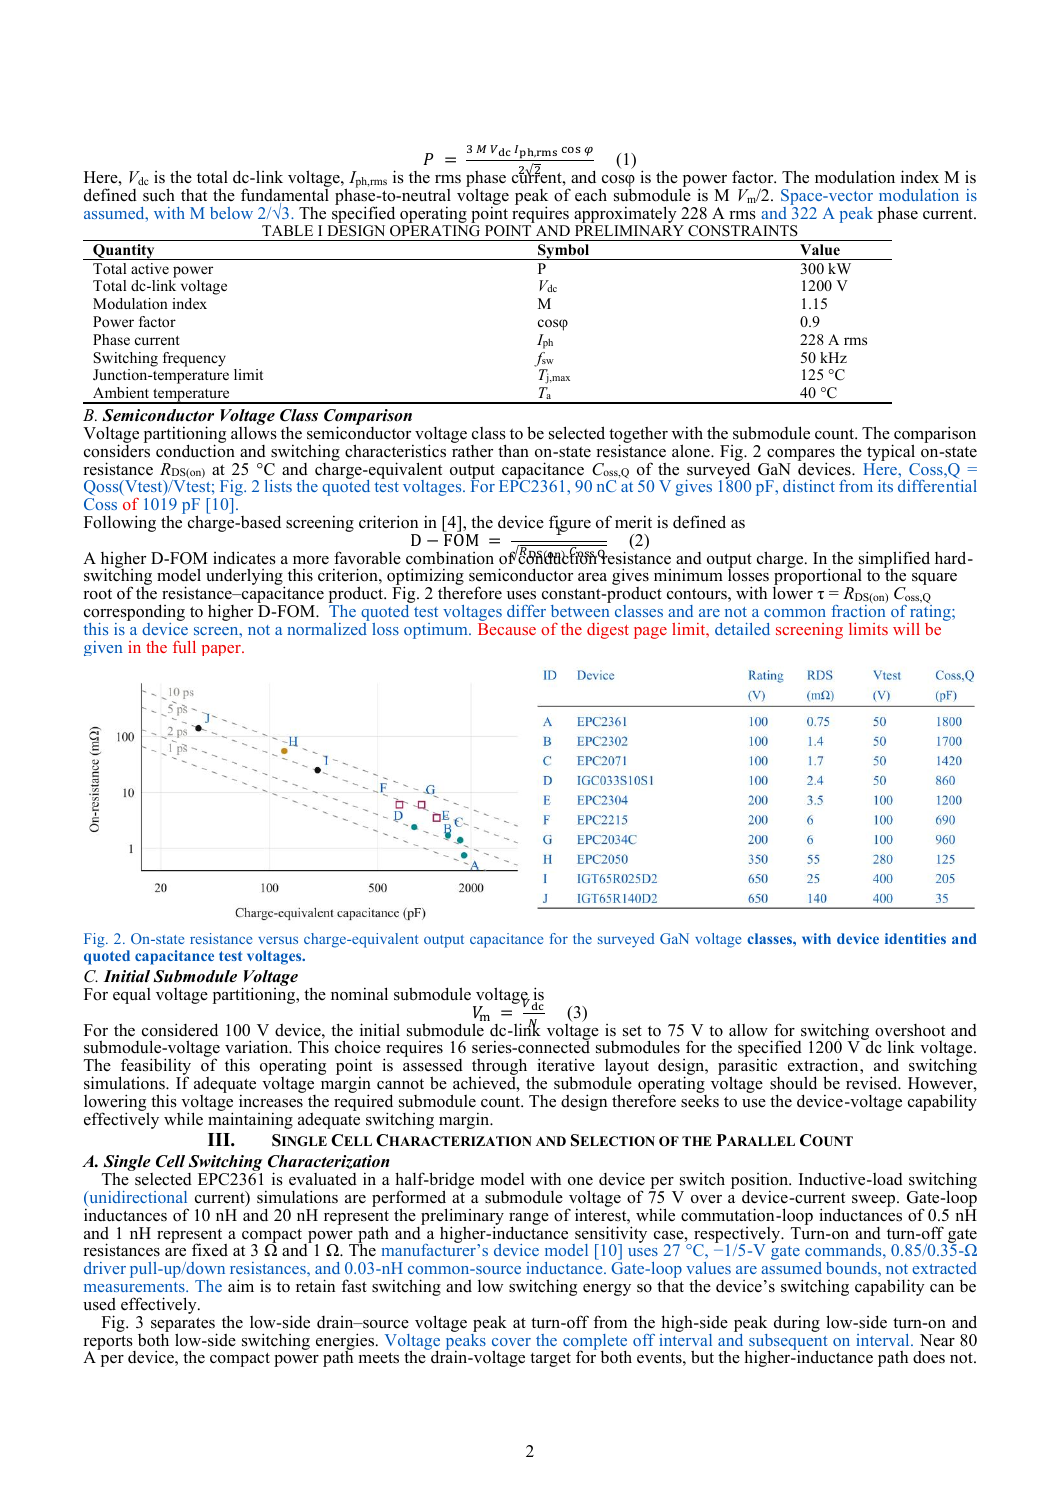 P = 3 M Vdc Iph,rms cos φ / 2√2 (1)
Here, Vdc is the total dc-link voltage, Iph,rms is the rms phase current, and cosφ is the power factor. The modulation index M is
defined such that the fundamental phase-to-neutral voltage peak of each submodule is M Vm/2. Space-vector modulation is
assumed, with M below 2/√3. The specified operating point requires approximately 228 A rms and 322 A peak phase current.
TABLE I DESIGN OPERATING POINT AND PRELIMINARY CONSTRAINTS
Quantity Symbol Value
Total active power P 300 kW
Total dc-link voltage Vdc 1200 V
Modulation index M 1.15
Power factor cosφ 0.9
Phase current Iph 228 A rms
Switching frequency fsw 50 kHz
Junction-temperature limit Tj,max 125 °C
Ambient temperature Ta 40 °C
B. Semiconductor Voltage Class Comparison
Voltage partitioning allows the semiconductor voltage class to be selected together with the submodule count. The comparison
considers conduction and switching characteristics rather than on-state resistance alone. Fig. 2 compares the typical on-state
resistance RDS(on) at 25 °C and charge-equivalent output capacitance Coss,Q of the surveyed GaN devices. Here, Coss,Q =
Qoss(Vtest)/Vtest; Fig. 2 lists the quoted test voltages. For EPC2361, 90 nC at 50 V gives 1800 pF, distinct from its differential
Coss of 1019 pF [10].
Following the charge-based screening criterion in [4], the device figure of merit is defined as
D − FOM = 1 / √RDS(on) Coss,Q (2)
A higher D-FOM indicates a more favorable combination of conduction resistance and output charge. In the simplified hard-
switching model underlying this criterion, optimizing semiconductor area gives minimum losses proportional to the square
root of the resistance–capacitance product. Fig. 2 therefore uses constant-product contours, with lower τ = RDS(on) Coss,Q
corresponding to higher D-FOM. The quoted test voltages differ between classes and are not a common fraction of rating;
this is a device screen, not a normalized loss optimum. Because of the digest page limit, detailed screening limits will be
given in the full paper.
On-resistance (mΩ)
100
10
1
10 ps
5 ps
2 ps
1 ps
J
H
I
F
G
D
E
C
B
A
20 100 500 2000
Charge-equivalent capacitance (pF)
ID Device Rating RDS Vtest Coss,Q
(V) (mΩ) (V) (pF)
A EPC2361 100 0.75 50 1800
B EPC2302 100 1.4 50 1700
C EPC2071 100 1.7 50 1420
D IGC033S10S1 100 2.4 50 860
E EPC2304 200 3.5 100 1200
F EPC2215 200 6 100 690
G EPC2034C 200 6 100 960
H EPC2050 350 55 280 125
I IGT65R025D2 650 25 400 205
J IGT65R140D2 650 140 400 35
Fig. 2. On-state resistance versus charge-equivalent output capacitance for the surveyed GaN voltage classes, with device identities and
quoted capacitance test voltages.
C. Initial Submodule Voltage
For equal voltage partitioning, the nominal submodule voltage is
Vm = Vdc / N (3)
For the considered 100 V device, the initial submodule dc-link voltage is set to 75 V to allow for switching overshoot and
submodule-voltage variation. This choice requires 16 series-connected submodules for the specified 1200 V dc link voltage.
The feasibility of this operating point is assessed through iterative layout design, parasitic extraction, and switching
simulations. If adequate voltage margin cannot be achieved, the submodule operating voltage should be revised. However,
lowering this voltage increases the required submodule count. The design therefore seeks to use the device-voltage capability
effectively while maintaining adequate switching margin.
III. SINGLE CELL CHARACTERIZATION AND SELECTION OF THE PARALLEL COUNT
A. Single Cell Switching Characterization
The selected EPC2361 is evaluated in a half-bridge model with one device per switch position. Inductive-load switching
(unidirectional current) simulations are performed at a submodule voltage of 75 V over a device-current sweep. Gate-loop
inductances of 10 nH and 20 nH represent the preliminary range of interest, while commutation-loop inductances of 0.5 nH
and 1 nH represent a compact power path and a higher-inductance sensitivity case, respectively. Turn-on and turn-off gate
resistances are fixed at 3 Ω and 1 Ω. The manufacturer’s device model [10] uses 27 °C, −1/5-V gate commands, 0.85/0.35-Ω
driver pull-up/down resistances, and 0.03-nH common-source inductance. Gate-loop values are assumed bounds, not extracted
measurements. The aim is to retain fast switching and low switching energy so that the device’s switching capability can be
used effectively.
Fig. 3 separates the low-side drain–source voltage peak at turn-off from the high-side peak during low-side turn-on and
reports both low-side switching energies. Voltage peaks cover the complete off interval and subsequent on interval. Near 80
A per device, the compact power path meets the drain-voltage target for both events, but the higher-inductance path does not.
2